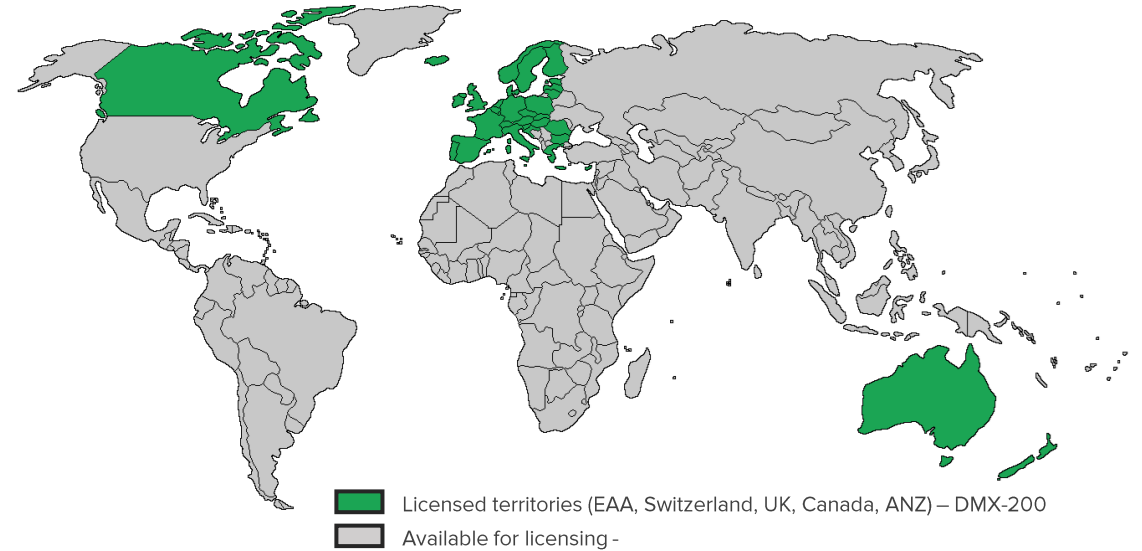 Licensed territories (EAA, Switzerland, UK, Canada, ANZ) – DMX-200
Available for licensing -